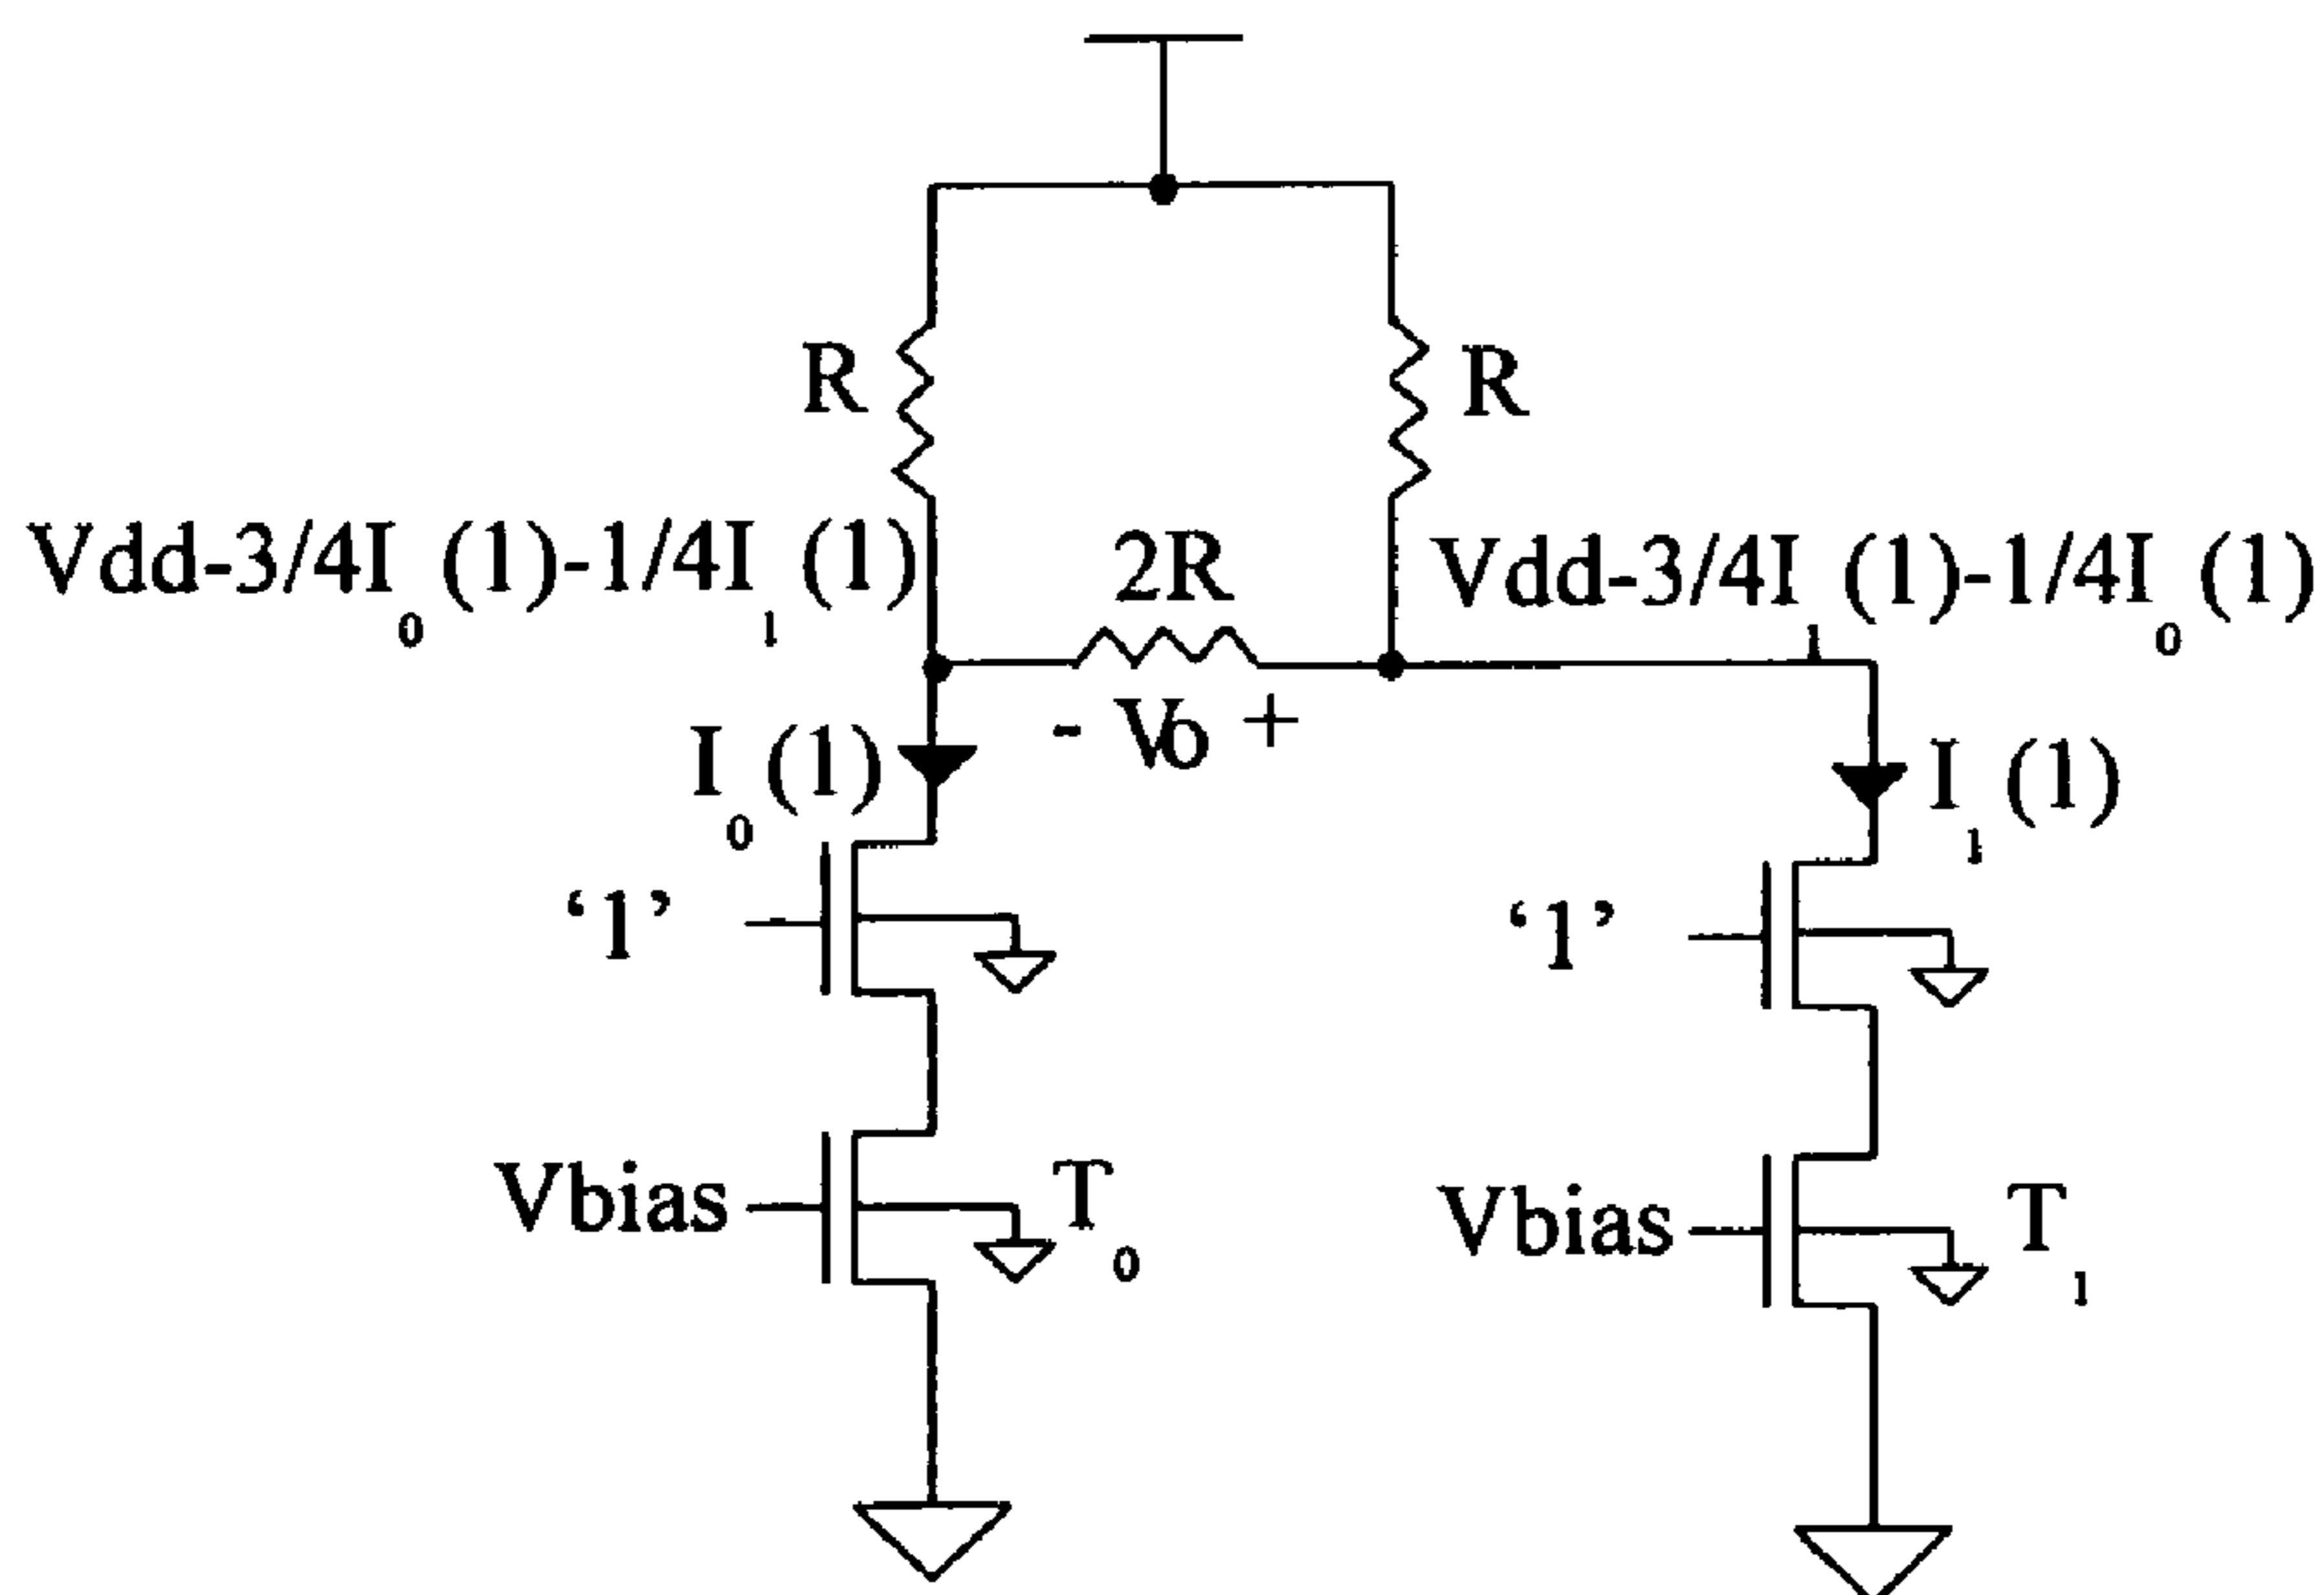 R
R
Vdd-3/4I₀(1)-1/4I₁(1)
2R
Vdd-3/4I₁(1)-1/4I₀(1)
- Vo +
I₀(1)
I₁(1)
‘1’
‘1’
Vbias
T₀
Vbias
T₁